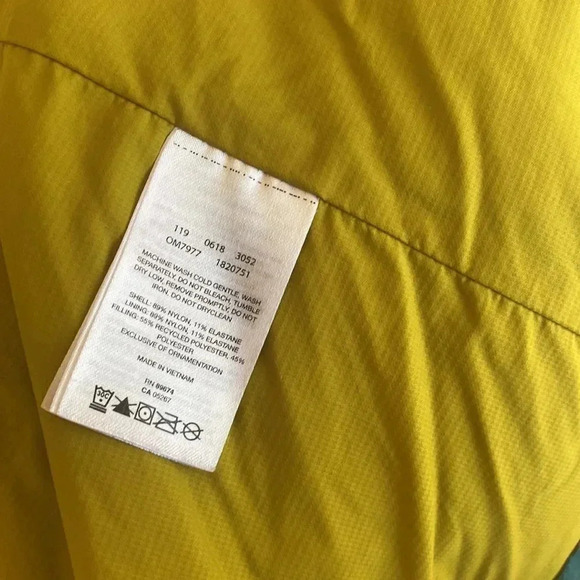 119 0618 3052
OM7977 1820751
MACHINE WASH COLD GENTLE, WASH
SEPARATELY, DO NOT BLEACH, TUMBLE
DRY LOW, REMOVE PROMPTLY, DO NOT
IRON, DO NOT DRYCLEAN
SHELL: 89% NYLON, 11% ELASTANE
LINING: 89% NYLON, 11% ELASTANE
FILLING: 55% RECYCLED POLYESTER, 45%
POLYESTER
EXCLUSIVE OF ORNAMENTATION
MADE IN VIETNAM
RN 89674
CA 05267
30C